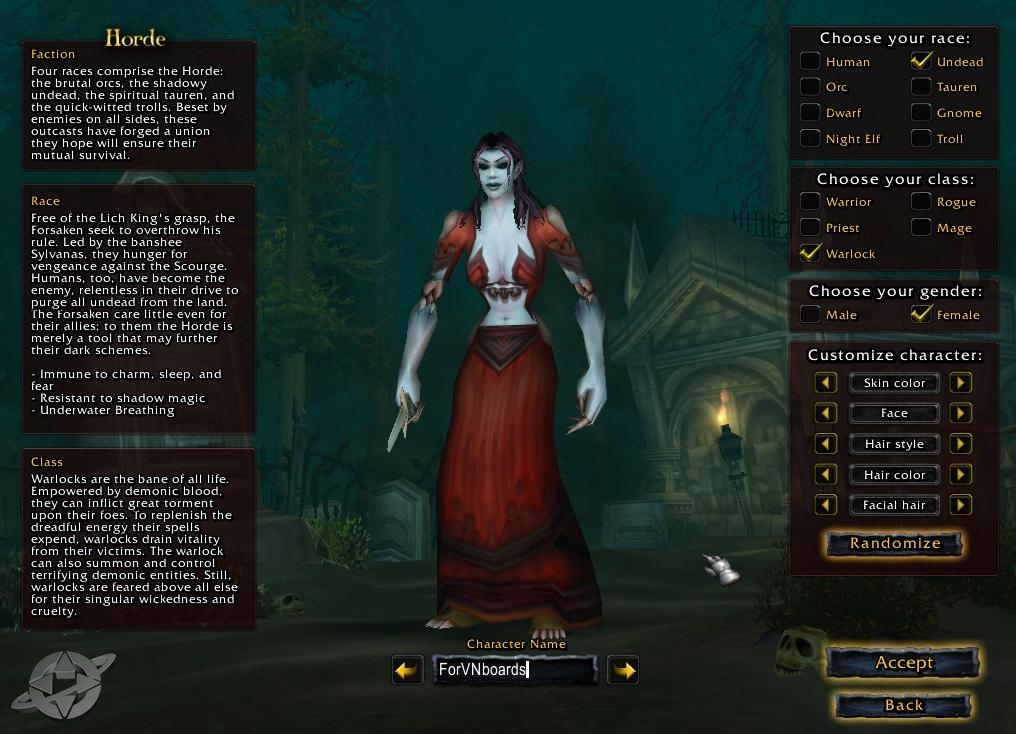 Horde
Faction
Four races comprise the Horde:
the brutal orcs, the shadowy
undead, the spiritual tauren, and
the quick-witted trolls. Beset by
enemies on all sides, these
outcasts have forged a union
they hope will ensure their
mutual survival.
Race
Free of the Lich King's grasp, the
Forsaken seek to overthrow his
rule. Led by the banshee
Sylvanas, they hunger for
vengeance against the Scourge.
Humans, too, have become the
enemy, relentless in their drive to
purge all undead from the land.
The Forsaken care little even for
their allies; to them the Horde is
merely a tool that may further
their dark schemes.
- Immune to charm, sleep, and
fear
- Resistant to shadow magic
- Underwater Breathing
Class
Warlocks are the bane of all life.
Empowered by demonic blood,
they can inflict great torment
upon their foes. To replenish the
dreadful energy their spells
expend, warlocks drain vitality
from their victims. The warlock
can also summon and control
terrifying demonic entities. Still,
warlocks are feared above all else
for their singular wickedness and
cruelty.
Character Name
ForVNboards
Choose your race:
Human Undead
Orc Tauren
Dwarf Gnome
Night Elf Troll
Choose your class:
Warrior Rogue
Priest Mage
Warlock
Choose your gender:
Male Female
Customize character:
Skin color
Face
Hair style
Hair color
Facial hair
Randomize
Accept
Back